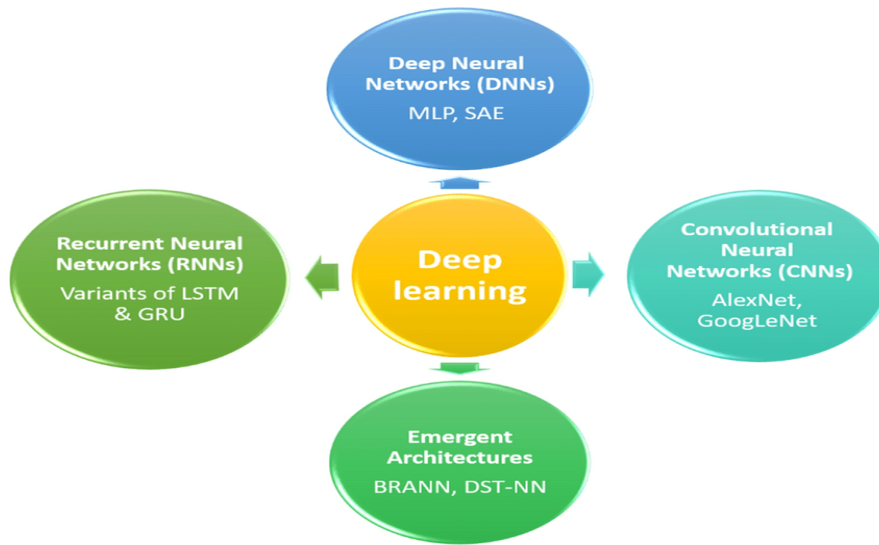 Deep Neural
Networks (DNNs)
MLP, SAE
Recurrent Neural
Networks (RNNs)
Variants of LSTM
& GRU
Deep
learning
Convolutional
Neural
Networks (CNNs)
AlexNet,
GoogLeNet
Emergent
Architectures
BRANN, DST-NN